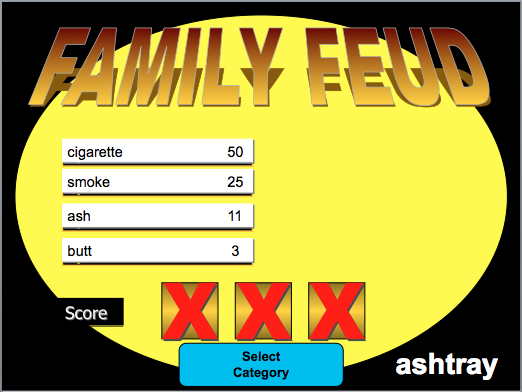 FAMILY FEUD
cigarette 50
smoke 25
ash 11
butt 3
Score X X X
Select
Category
ashtray